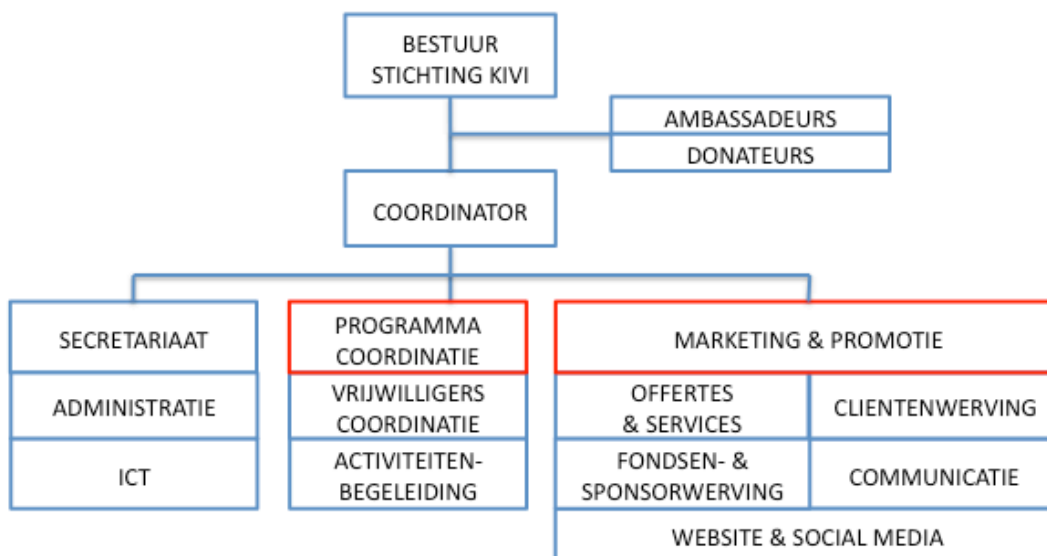 BESTUUR
STICHTING KIVI
AMBASSADEURS
DONATEURS
COORDINATOR
SECRETARIAAT
ADMINISTRATIE
ICT
PROGRAMMA
COORDINATIE
VRIJWILLIGERS
COORDINATIE
ACTIVITEITEN-
BEGELEIDING
MARKETING & PROMOTIE
OFFERTES
& SERVICES
CLIENTENWERVING
FONDSEN- &
SPONSORWERVING
COMMUNICATIE
WEBSITE & SOCIAL MEDIA